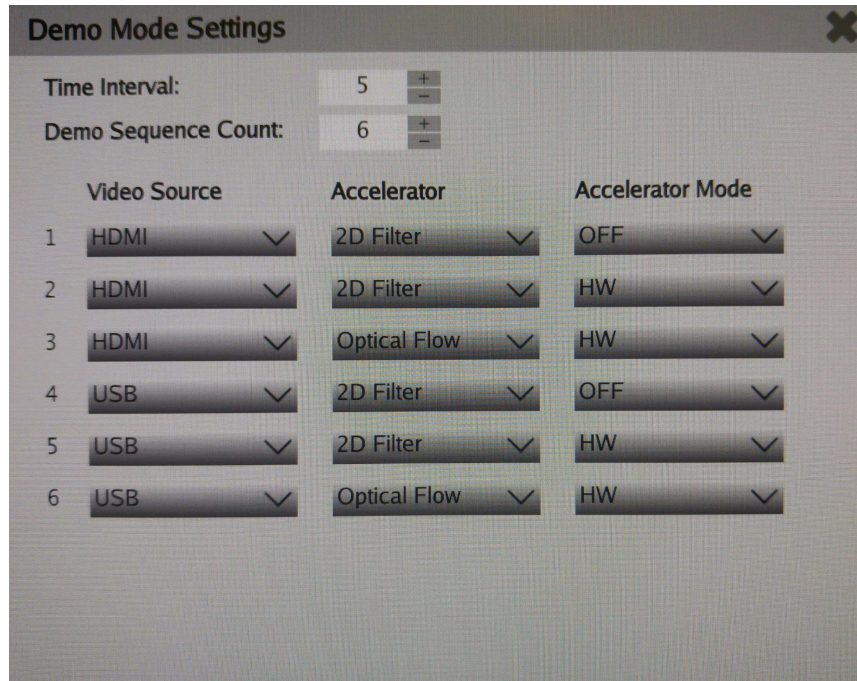 Demo Mode Settings
Time Interval: 5 + -
Demo Sequence Count: 6 + -
Video Source Accelerator Accelerator Mode
1 HDMI 2D Filter OFF
2 HDMI 2D Filter HW
3 HDMI Optical Flow HW
4 USB 2D Filter OFF
5 USB 2D Filter HW
6 USB Optical Flow HW